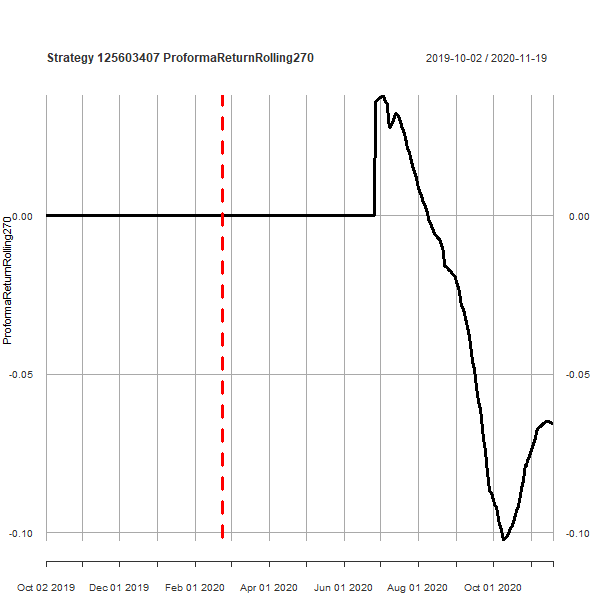 Strategy 125603407 ProformaReturnRolling270 2019-10-02 / 2020-11-19
ProformaReturnRolling270
0.00 0.00
-0.05 -0.05
-0.10 -0.10
Oct 02 2019 Dec 01 2019 Feb 01 2020 Apr 01 2020 Jun 01 2020 Aug 01 2020 Oct 01 2020